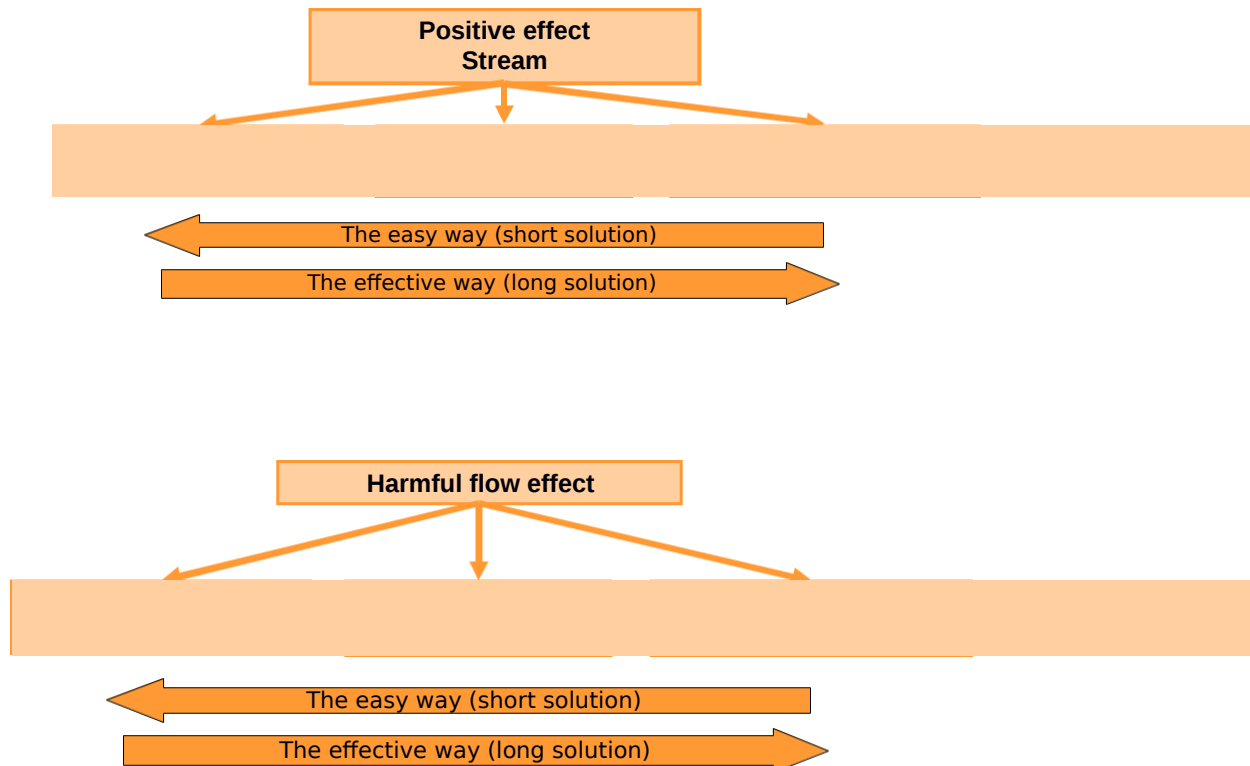 Positive effect
Stream
The easy way (short solution)
The effective way (long solution)
Harmful flow effect
The easy way (short solution)
The effective way (long solution)